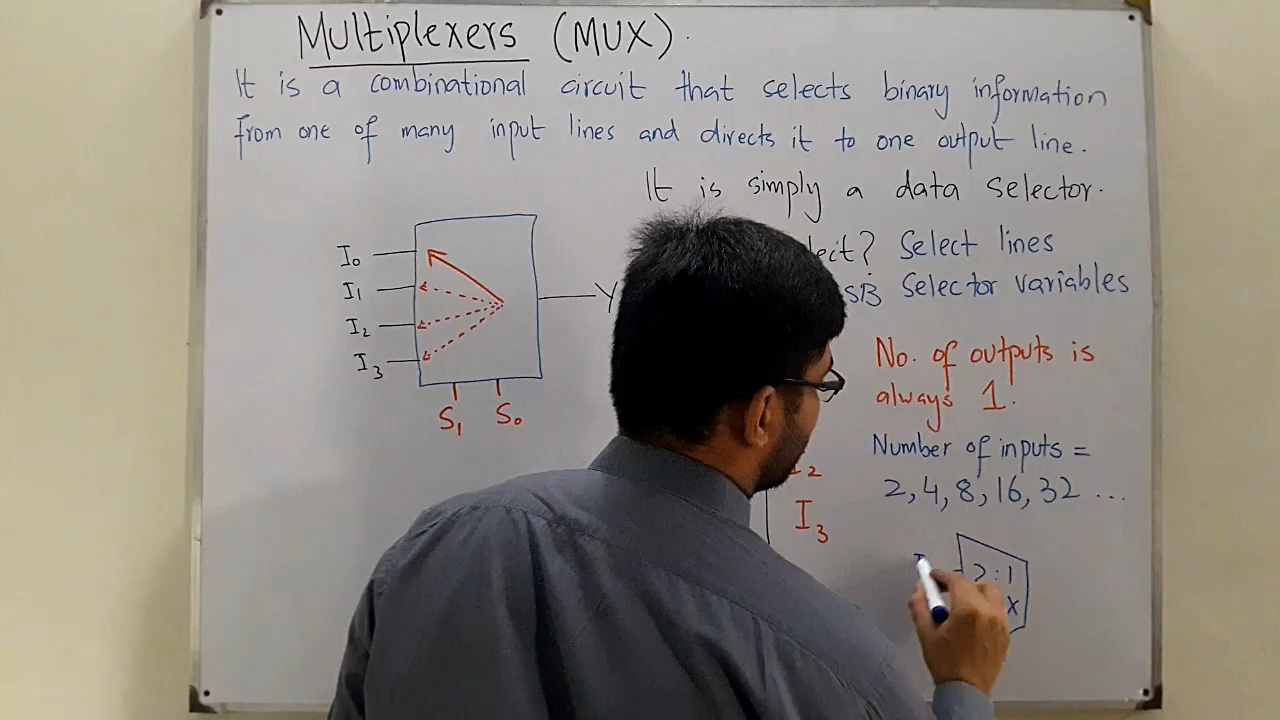 Multiplexers (MUX).
It is a combinational circuit that selects binary information
from one of many input lines and directs it to one output line.
It is simply a data selector.
Select lines
Selector variables
I0
I1
I2
I3
Y
S1 S0
No. of outputs is
always 1.
Number of inputs =
2, 4, 8, 16, 32 ...
2
I3
2:1
X